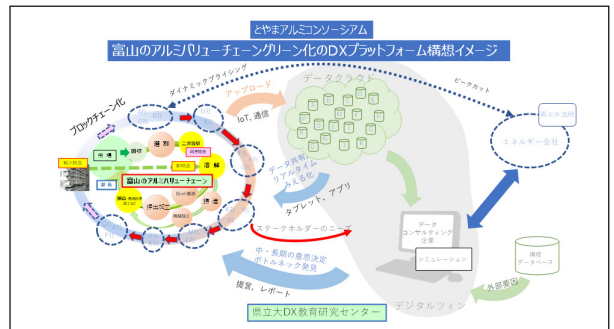 とやまアルミコンソーシアム
富山のアルミバリューチェーングリーン化のDXプラットフォーム構想イメージ
ダイナミックプライシング
ピークカット
データクラウド
ブロックチェーン化
アップロード
IoT, 通信
エネルギー会社
選別
市場
回収
溶解
富山のアルミバリューチェーン
鋳造
押出加工
データ共有、
リアルタイム
みえる化
タブレット、アプリ
ステークホルダーのニーズ
データ
コンサルティング
企業
シミュレーション
環境
データベース
中・長期の意思決定
ボトルネック発見
提言、レポート
外部要因
デジタルツイン
県立大DX教育研究センター